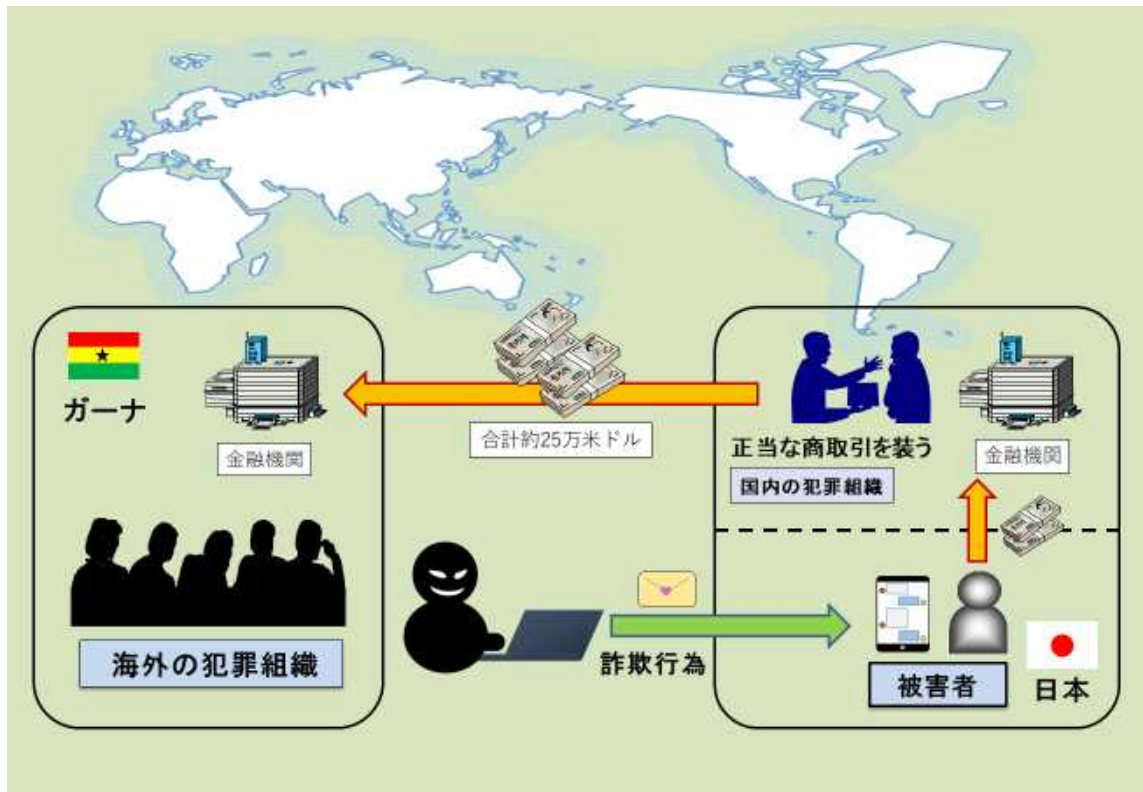 ガーナ
金融機関
海外の犯罪組織
合計約25万米ドル
詐欺行為
正当な商取引を装う
国内の犯罪組織
金融機関
被害者
日本